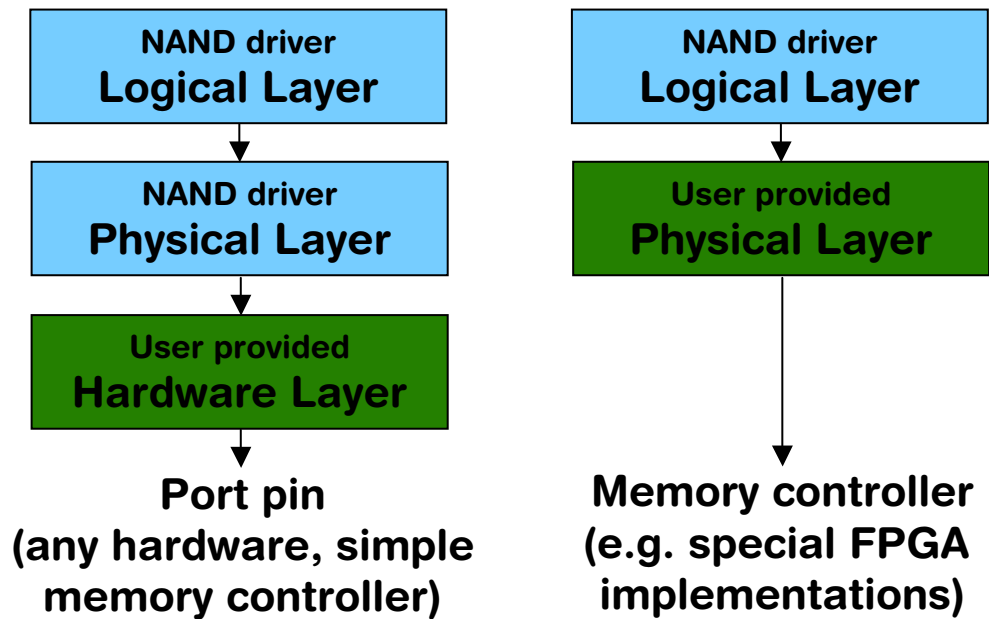 NAND driver
Logical Layer
NAND driver
Physical Layer
User provided
Hardware Layer
Port pin
(any hardware, simple
memory controller)
NAND driver
Logical Layer
User provided
Physical Layer
Memory controller
(e.g. special FPGA
implementations)